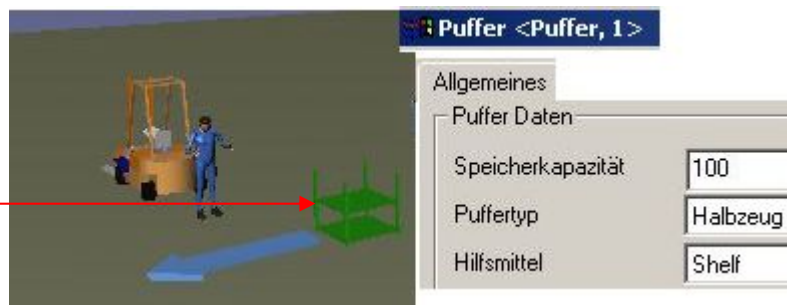 Puffer <Puffer, 1>
Allgemeines
Puffer Daten
Speicherkapazität 100
Puffertyp Halbzeug
Hilfsmittel Shelf